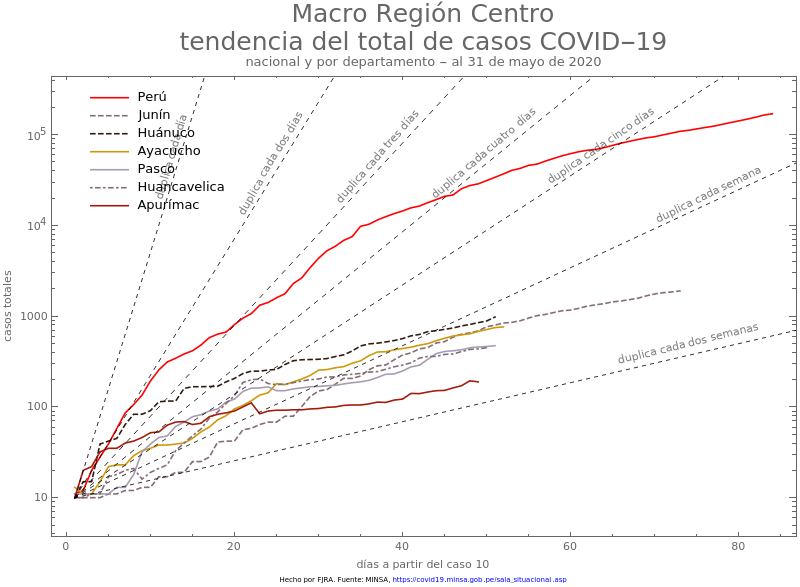 Macro Región Centro
tendencia del total de casos COVID−19
nacional y por departamento − al 31 de mayo de 2020
Perú
Junín
Huánuco
Ayacucho
Pasco
Huancavelica
Apurímac
duplica cada día
duplica cada dos días
duplica cada tres días
duplica cada cuatro días
duplica cada cinco días
duplica cada semana
duplica cada dos semanas
casos totales
10^5
10^4
1000
100
10
0 20 40 60 80
días a partir del caso 10
Hecho por FJRA. Fuente: MINSA, https://covid19.minsa.gob.pe/sala_situacional.asp